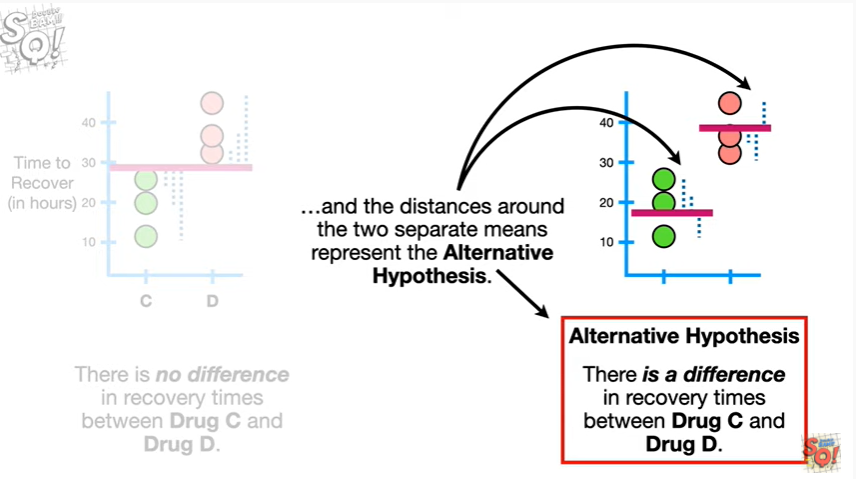 SQ!
40
30
20
10
Time to
Recover
(in hours)
C D
There is no difference
in recovery times
between Drug C and
Drug D.
…and the distances around
the two separate means
represent the Alternative
Hypothesis.
40
30
20
10
Alternative Hypothesis
There is a difference
in recovery times
between Drug C and
Drug D.
SQ!